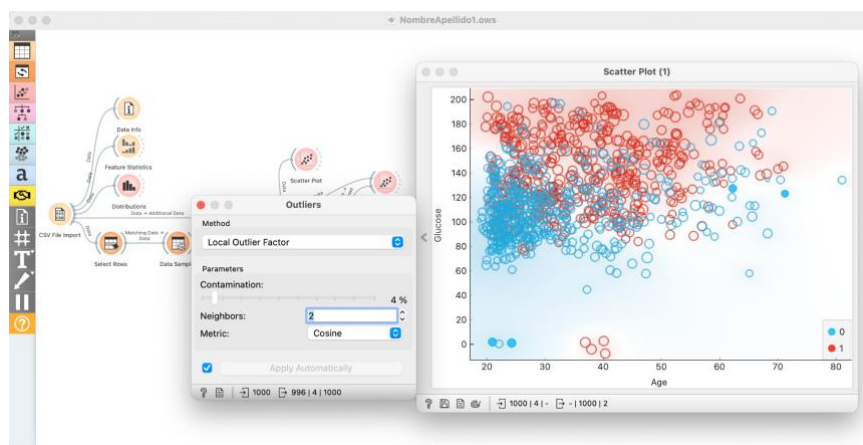 NombreApellido1.ows
Data Info
Data
Feature Statistics
Data
Data
Distributions
Data → Additional Data
CSV File Import
Data
Matching Data → Data
Select Rows
Data Sampl
Scatter Plot
Data
a
T
Outliers
Method
Local Outlier Factor
Parameters
Contamination:
4 %
Neighbors:
2
Metric:
Cosine
Apply Automatically
? 1000 996 | 4 | 1000
Scatter Plot (1)
Glucose
200
180
160
140
120
100
80
60
40
20
0
20 30 40 50 60 70 80
Age
0
1
? 1000 | 4 | - - | 1000 | 2